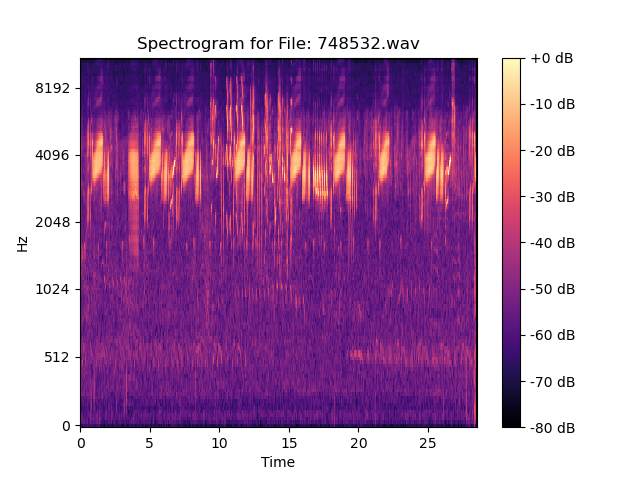 Spectrogram for File: 748532.wav
+0 dB
8192
-10 dB
4096
-20 dB
-30 dB
2048
Hz
-40 dB
1024
-50 dB
512
-60 dB
-70 dB
0
-80 dB
0 5 10 15 20 25
Time